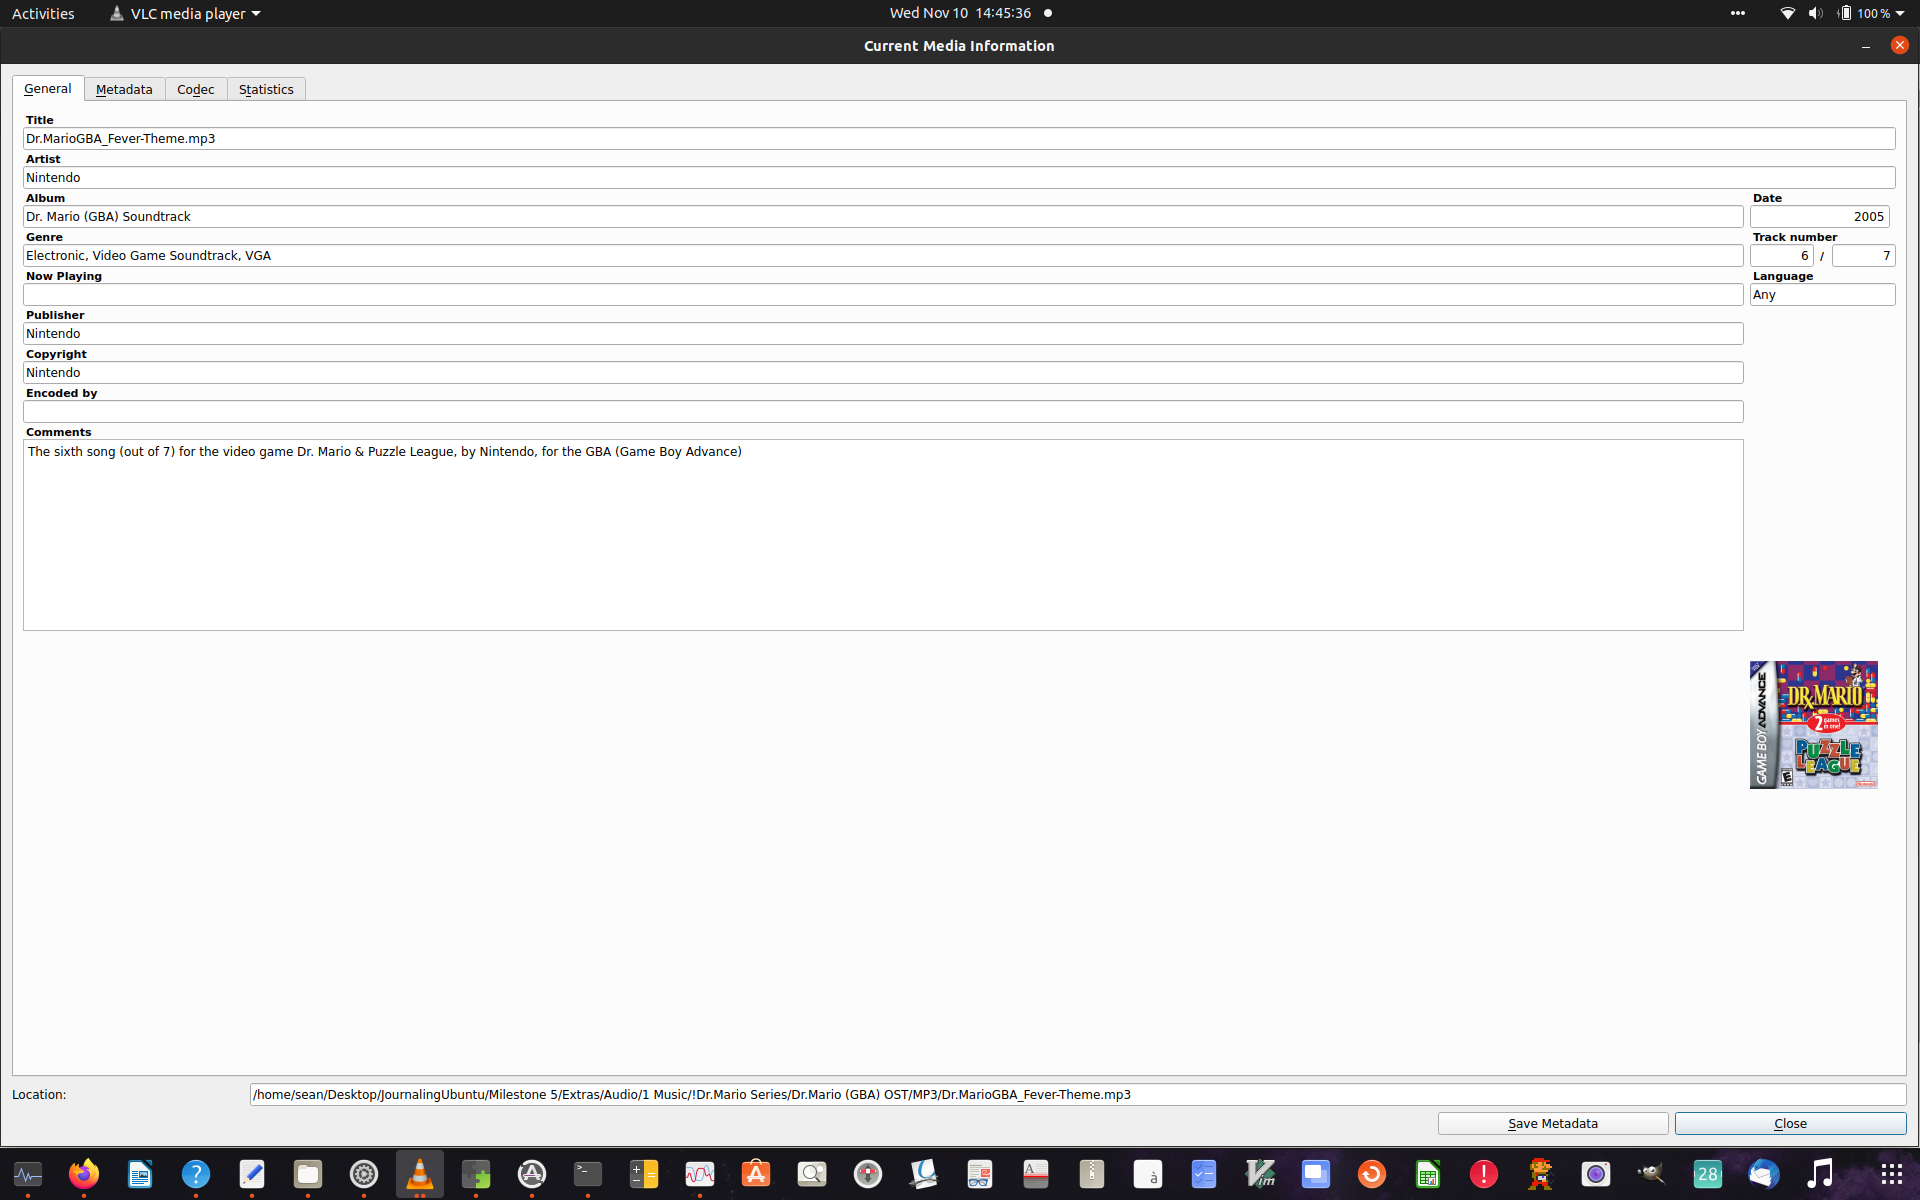 Activities
VLC media player
Wed Nov 10 14:45:36
100 %
Current Media Information
General
Metadata
Codec
Statistics
Title
Dr.MarioGBA_Fever-Theme.mp3
Artist
Nintendo
Album
Date
Dr. Mario (GBA) Soundtrack
2005
Genre
Track number
Electronic, Video Game Soundtrack, VGA
6 / 7
Now Playing
Language
Any
Publisher
Nintendo
Copyright
Nintendo
Encoded by
Comments
The sixth song (out of 7) for the video game Dr. Mario & Puzzle League, by Nintendo, for the GBA (Game Boy Advance)
GAME BOY ADVANCE
DR. MARIO
2 games
in one!
PUZZLE
LEAGUE
E
Location:
/home/sean/Desktop/JournalingUbuntu/Milestone 5/Extras/Audio/1 Music/!Dr.Mario Series/Dr.Mario (GBA) OST/MP3/Dr.MarioGBA_Fever-Theme.mp3
Save Metadata
Close
28